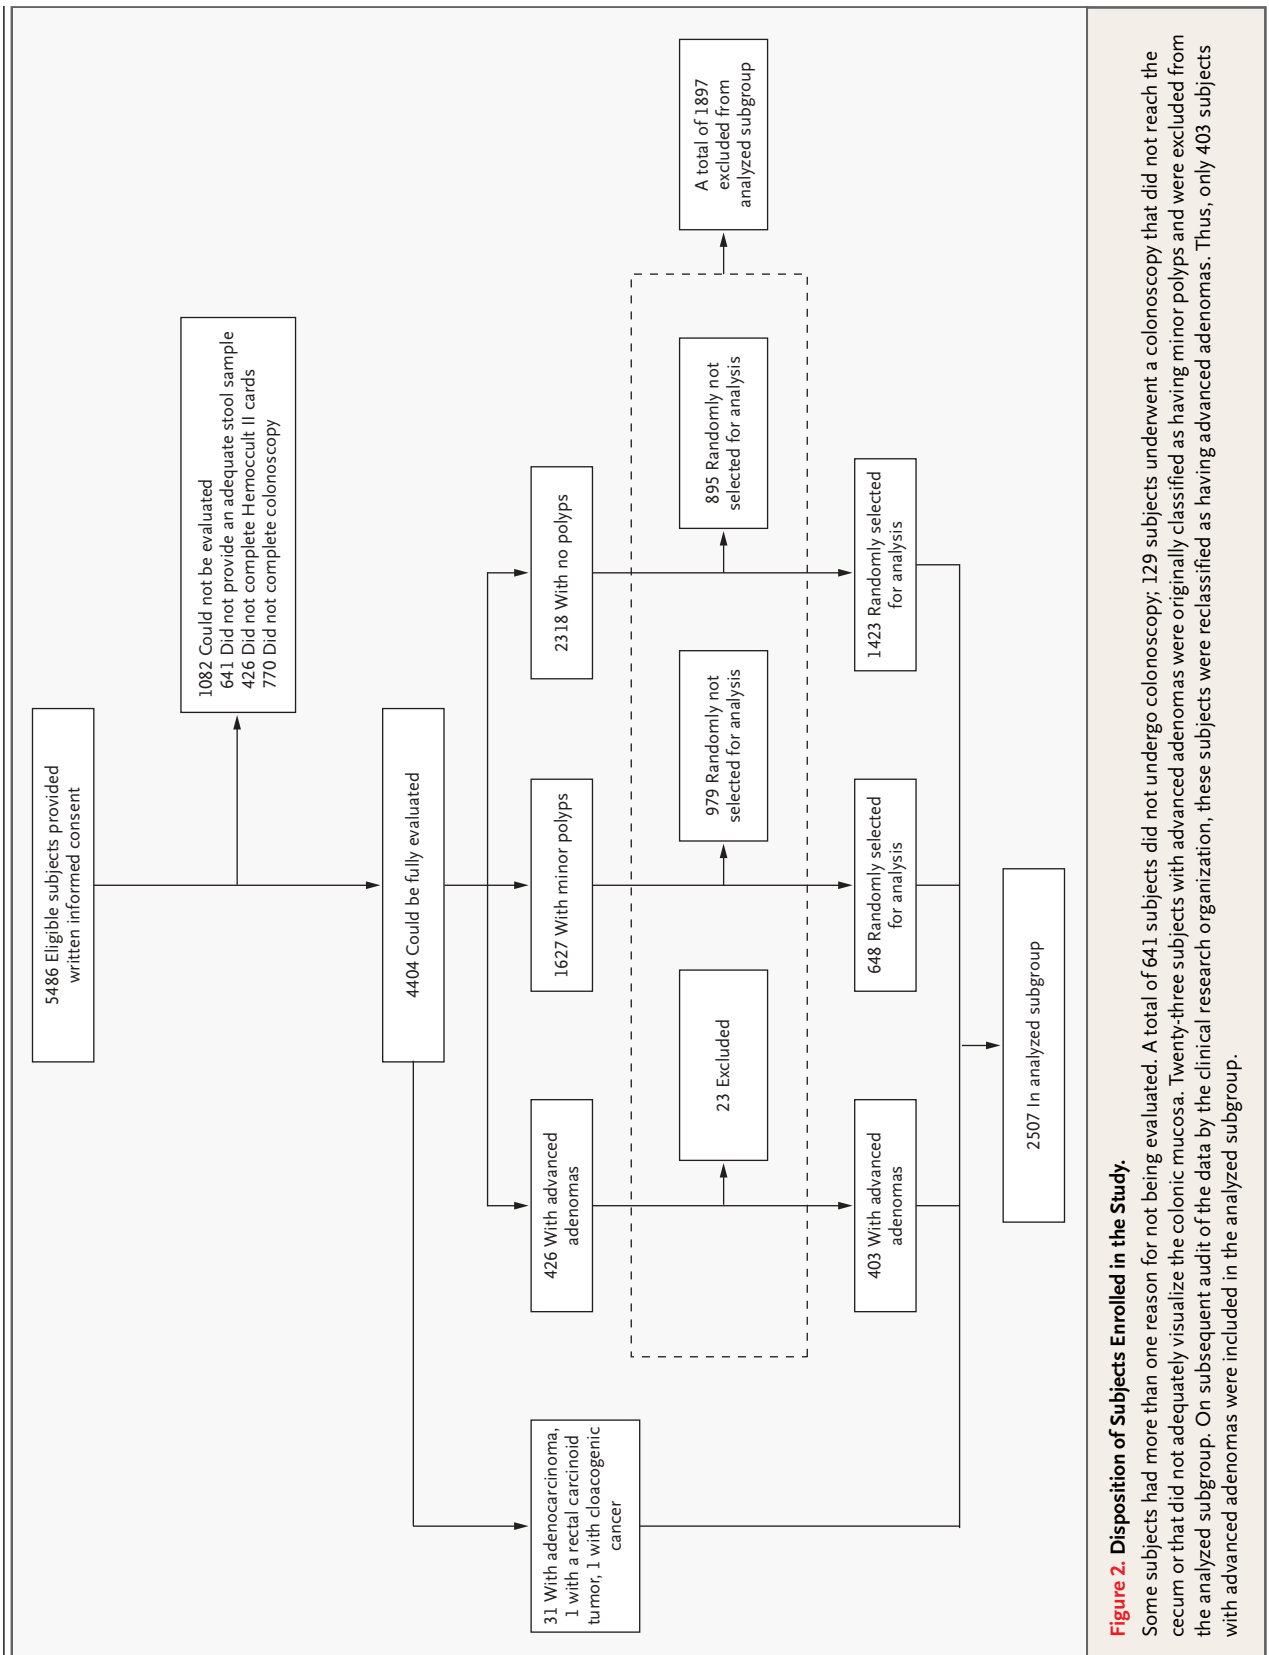 5486 Eligible subjects provided
written informed consent
1082 Could not be evaluated
641 Did not provide an adequate stool sample
426 Did not complete Hemoccult II cards
770 Did not complete colonoscopy
4404 Could be fully evaluated
31 With adenocarcinoma,
1 with a rectal carcinoid
tumor, 1 with cloacogenic
cancer
426 With advanced
adenomas
1627 With minor polyps
2318 With no polyps
23 Excluded
979 Randomly not
selected for analysis
895 Randomly not
selected for analysis
A total of 1897
excluded from
analyzed subgroup
403 With advanced
adenomas
648 Randomly selected
for analysis
1423 Randomly selected
for analysis
2507 In analyzed subgroup
Figure 2. Disposition of Subjects Enrolled in the Study.
Some subjects had more than one reason for not being evaluated. A total of 641 subjects did not undergo colonoscopy; 129 subjects underwent a colonoscopy that did not reach the
cecum or that did not adequately visualize the colonic mucosa. Twenty-three subjects with advanced adenomas were originally classified as having minor polyps and were excluded from
the analyzed subgroup. On subsequent audit of the data by the clinical research organization, these subjects were reclassified as having advanced adenomas. Thus, only 403 subjects
with advanced adenomas were included in the analyzed subgroup.